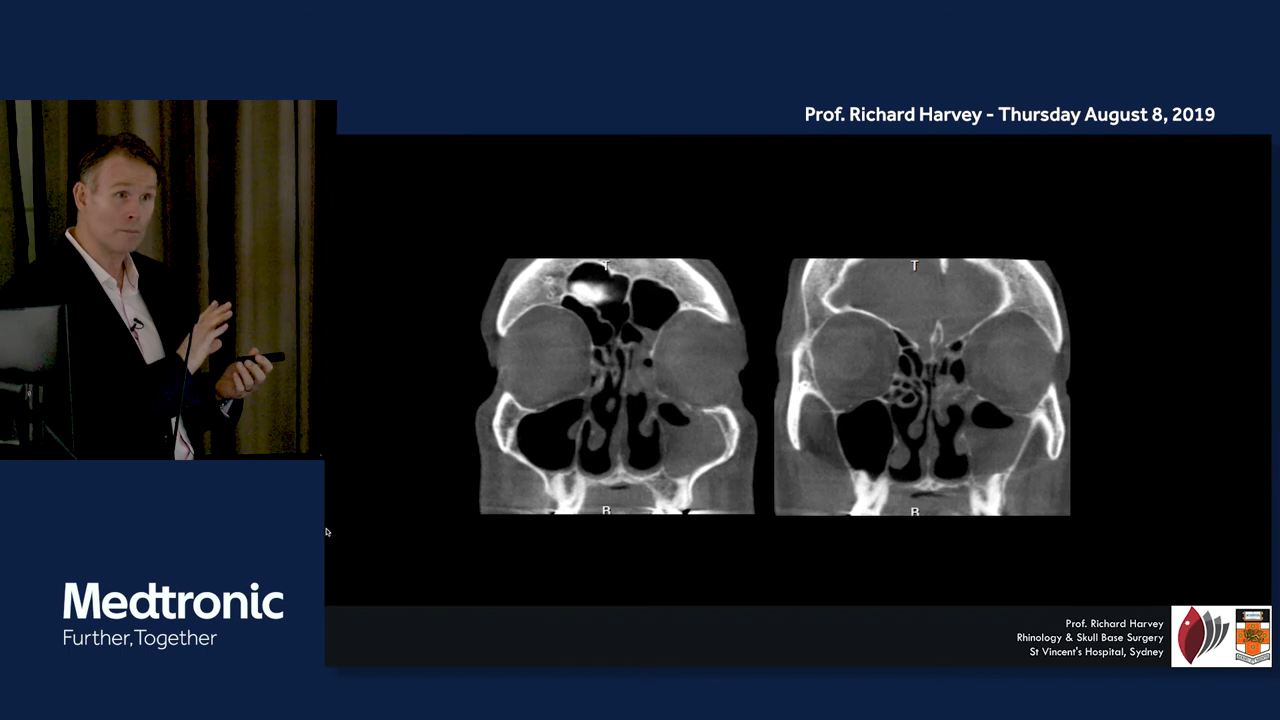 Prof. Richard Harvey - Thursday August 8, 2019
T
T
R
R
Medtronic
Further,Together
Prof. Richard Harvey
Rhinology & Skull Base Surgery
St Vincent's Hospital, Sydney